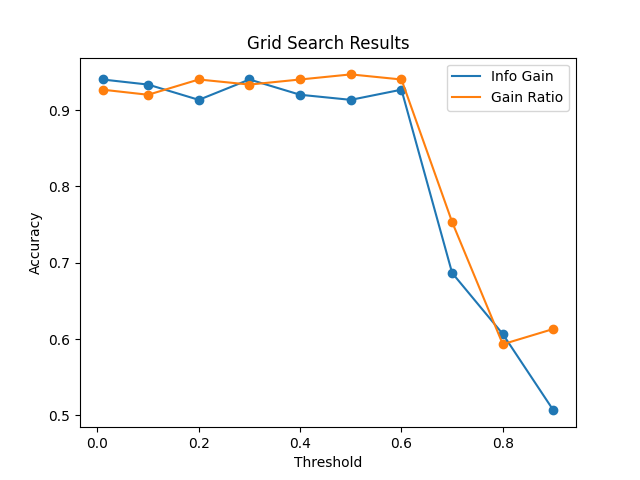 Grid Search Results
Info Gain
Gain Ratio
Accuracy
0.9
0.8
0.7
0.6
0.5
0.0 0.2 0.4 0.6 0.8
Threshold